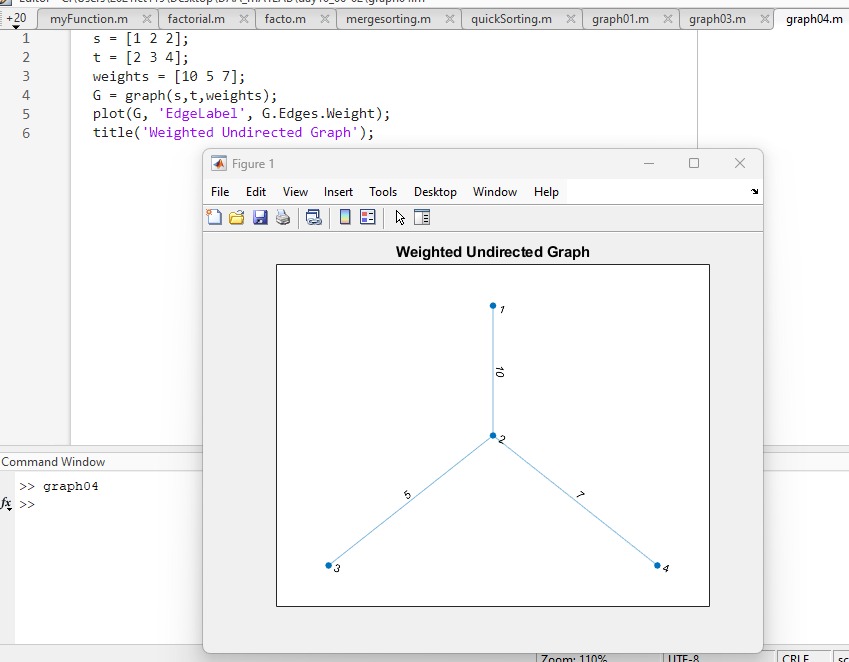 +20 myFunction.m factorial.m facto.m mergesorting.m quickSorting.m graph01.m graph03.m graph04.m
1 s = [1 2 2];
2 t = [2 3 4];
3 weights = [10 5 7];
4 G = graph(s,t,weights);
5 plot(G, 'EdgeLabel', G.Edges.Weight);
6 title('Weighted Undirected Graph');
Figure 1
File Edit View Insert Tools Desktop Window Help
Weighted Undirected Graph
1
10
2
5 7
3 4
Command Window
>> graph04
fx >>
Zoom: 110% UTF-8 CRLF